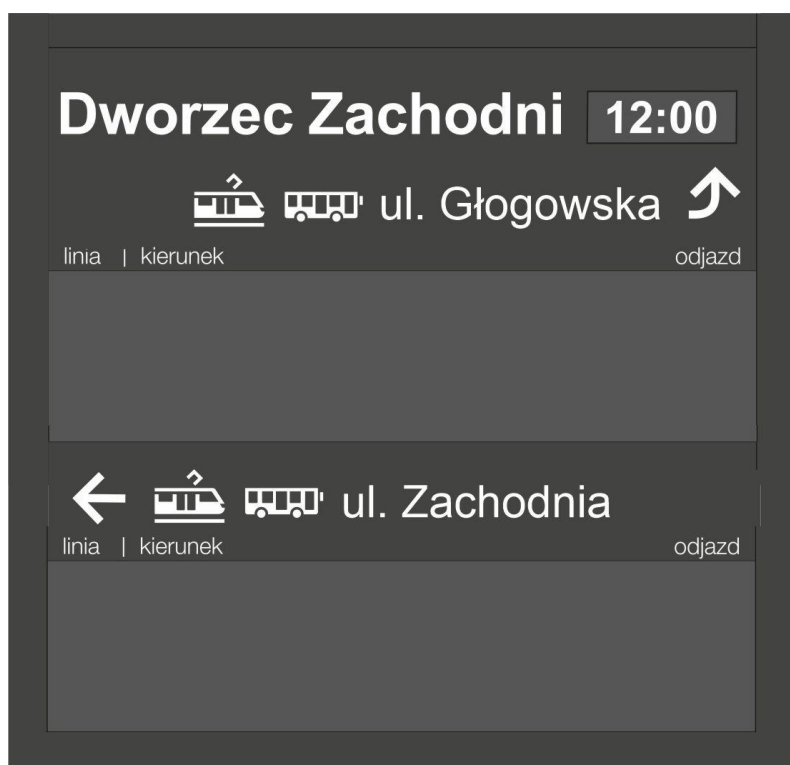 Dworzec Zachodni 12:00
ul. Głogowska
linia | kierunek odjazd
ul. Zachodnia
linia | kierunek odjazd